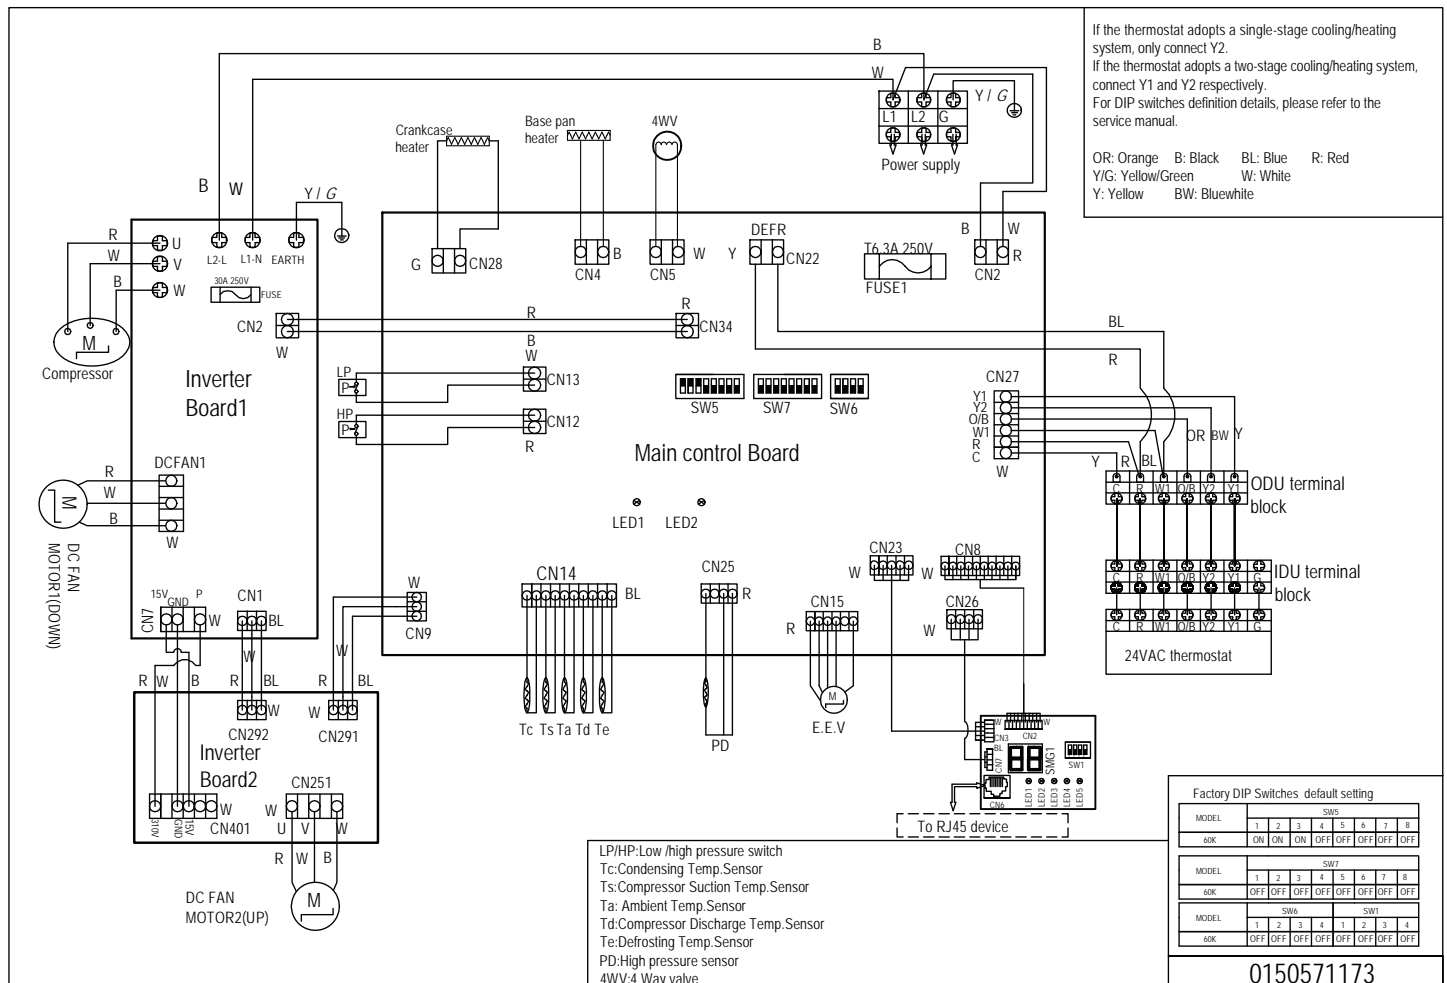 If the thermostat adopts a single-stage cooling/heating
system, only connect Y2.
If the thermostat adopts a two-stage cooling/heating system,
connect Y1 and Y2 respectively.
For DIP switches definition details, please refer to the
service manual.
OR: Orange B: Black BL: Blue R: Red
Y/G: Yellow/Green W: White
Y: Yellow BW: Bluewhite
B
W
Y / G
L1 L2 G
Power supply
Crankcase
heater
Base pan
heater
4WV
B W
Y / G
R U
W V
B W
L2-L L1-N EARTH
30A 250V
FUSE
M
Compressor
CN2
W
Inverter
Board1
G CN28
B
CN4
W
CN5
DEFR
Y CN22
T6.3A 250V
FUSE1
B W
R
CN2
R
B
R
CN34
LP
P
W
CN13
HP
P
CN12
R
SW5 SW7 SW6
Main control Board
LED1 LED2
BL
R
CN27
Y1
Y2
O/B
W1
R
C
W
OR BW Y
Y R BL
C R W1 O/B Y2 Y1
ODU terminal
block
C R W1 O/B Y2 Y1 G
IDU terminal
block
C R W1 O/B Y2 Y1 G
24VAC thermostat
DCFAN1
R
W
B
W
M
DC FAN
MOTOR1(DOWN)
15V GND P
CN7
W
CN1
BL
W
CN9
CN14
BL
CN25
R
CN23
W
CN8
W
CN15
R
CN26
W
R W B
R W BL
R W BL
CN292
W
W
CN291
Inverter
Board2
310V GND 15V
W
CN401
CN251
W
U V W
R W B
M
DC FAN
MOTOR2(UP)
Tc Ts Ta Td Te
PD
M
E.E.V
W
CN3
W
CN2
BL
CN7
SMG1
SW1
CN6
LED1 LED2 LED3 LED4 LED5
To RJ45 device
LP/HP:Low /high pressure switch
Tc:Condensing Temp.Sensor
Ts:Compressor Suction Temp.Sensor
Ta: Ambient Temp.Sensor
Td:Compressor Discharge Temp.Sensor
Te:Defrosting Temp.Sensor
PD:High pressure sensor
4WV:4 Way valve
Factory DIP Switches default setting
MODEL SW5
1 2 3 4 5 6 7 8
60K ON ON ON OFF OFF OFF OFF OFF
MODEL SW7
1 2 3 4 5 6 7 8
60K OFF OFF OFF OFF OFF OFF OFF OFF
MODEL SW6 SW1
1 2 3 4 1 2 3 4
60K OFF OFF OFF OFF OFF OFF OFF OFF
0150571173